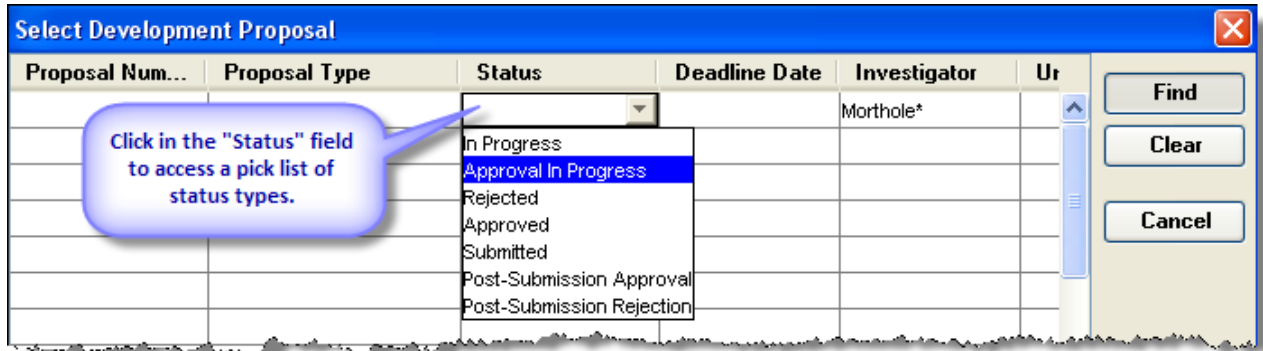 Select Development Proposal
Proposal Num... Proposal Type Status Deadline Date Investigator Ur
Morthole*
Find
Clear
Cancel
Click in the "Status" field
to access a pick list of
status types.
In Progress
Approval In Progress
Rejected
Approved
Submitted
Post-Submission Approval
Post-Submission Rejection